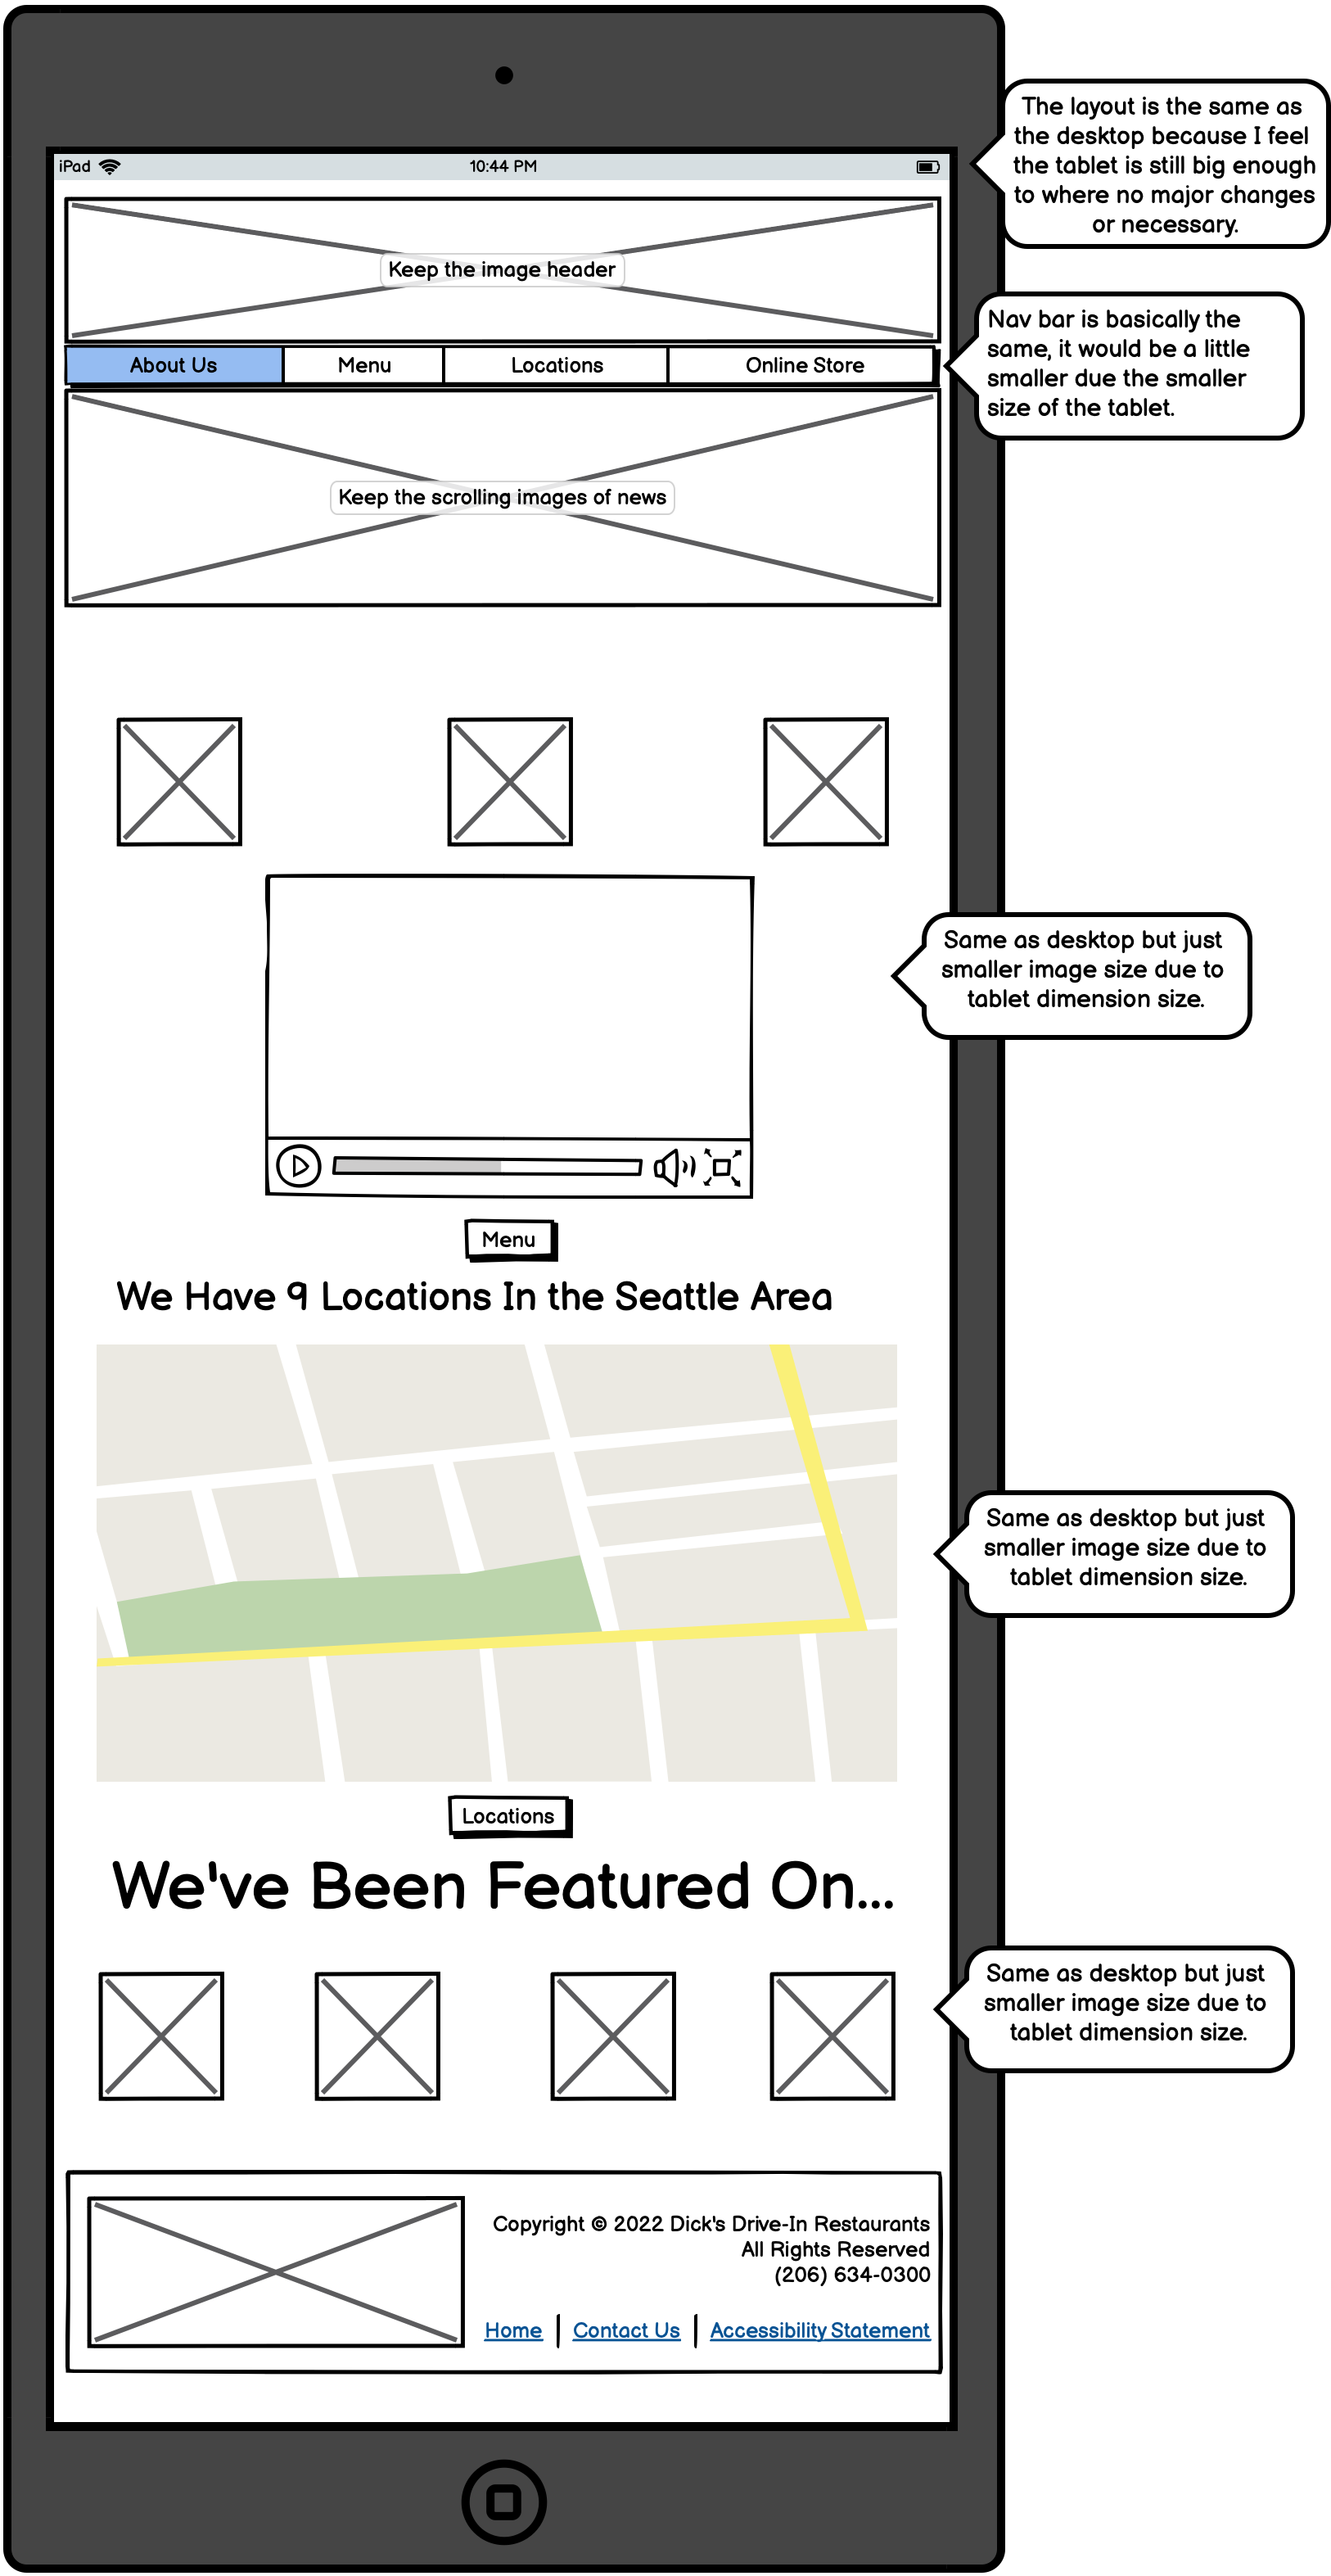 iPad
10:44 PM
The layout is the same as
the desktop because I feel
the tablet is still big enough
to where no major changes
or necessary.
Keep the image header
Nav bar is basically the
same, it would be a little
smaller due the smaller
size of the tablet.
About Us
Menu
Locations
Online Store
Keep the scrolling images of news
Same as desktop but just
smaller image size due to
tablet dimension size.
Menu
We Have 9 Locations In the Seattle Area
Same as desktop but just
smaller image size due to
tablet dimension size.
Locations
We've Been Featured On...
Same as desktop but just
smaller image size due to
tablet dimension size.
Copyright © 2022 Dick's Drive-In Restaurants
All Rights Reserved
(206) 634-0300
Home
Contact Us
Accessibility Statement